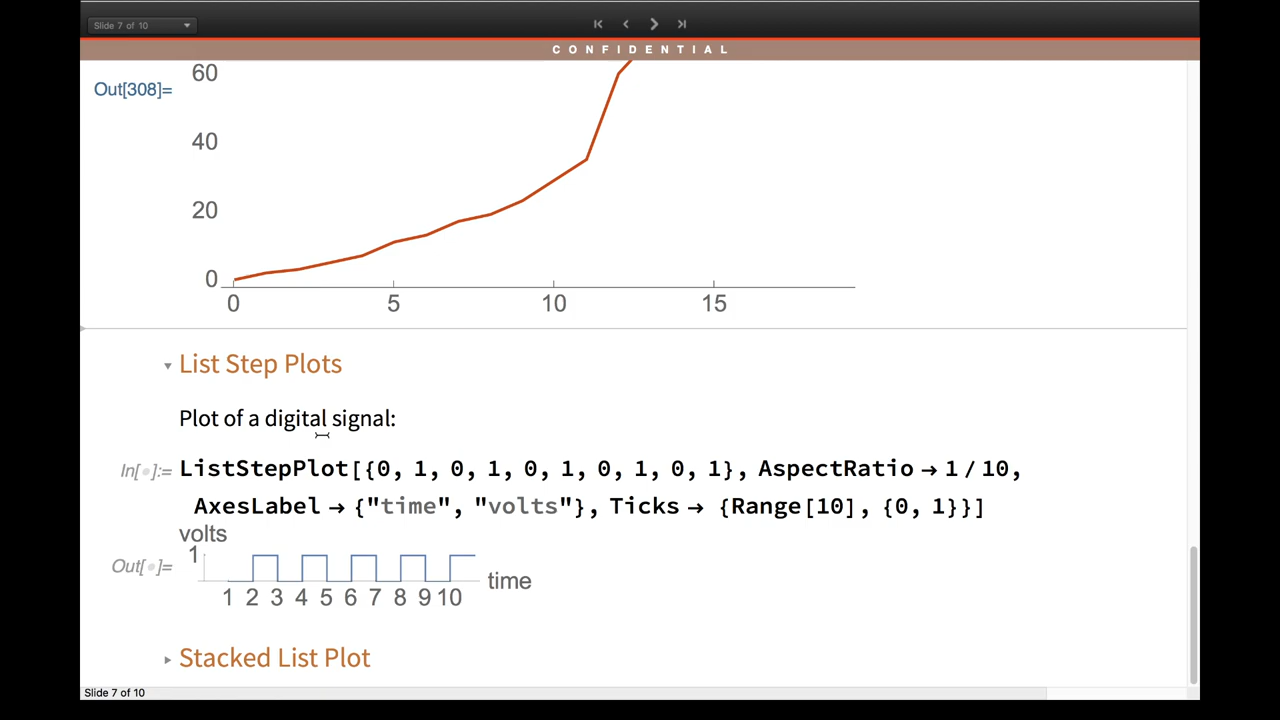 Slide 7 of 10
CONFIDENTIAL
Out[308]=
60
40
20
0
0 5 10 15
List Step Plots
Plot of a digital signal:
In[•]:= ListStepPlot[{0, 1, 0, 1, 0, 1, 0, 1, 0, 1}, AspectRatio → 1 / 10,
AxesLabel → {"time", "volts"}, Ticks → {Range[10], {0, 1}}]
volts
Out[•]= 1
time
1 2 3 4 5 6 7 8 9 10
Stacked List Plot
Slide 7 of 10